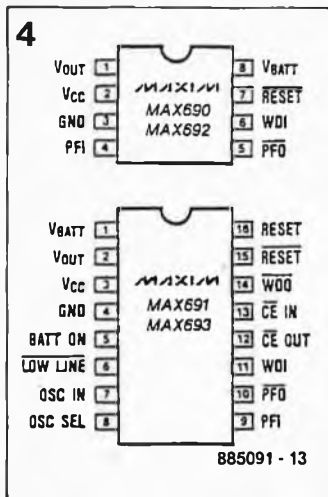 4
VOUT 1 8 VBATT
VCC 2 MAXIM 7 RESET
GND 3 MAX690 6 WDI
PFI 4 MAX692 5 PFO
VBATT 1 16 RESET
VOUT 2 15 RESET
VCC 3 MAXIM 14 WDO
GND 4 MAX691 13 CE IN
BATT ON 5 MAX693 12 CE OUT
LOW LINE 6 11 WDI
OSC IN 7 10 PFO
OSC SEL 8 9 PFI
885091 - 13